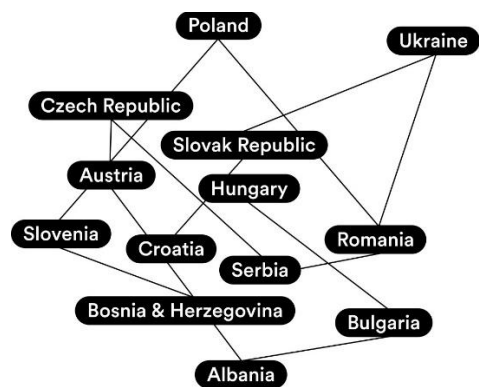 Poland
Ukraine
Czech Republic
Slovak Republic
Austria
Hungary
Slovenia
Croatia
Romania
Serbia
Bosnia & Herzegovina
Bulgaria
Albania